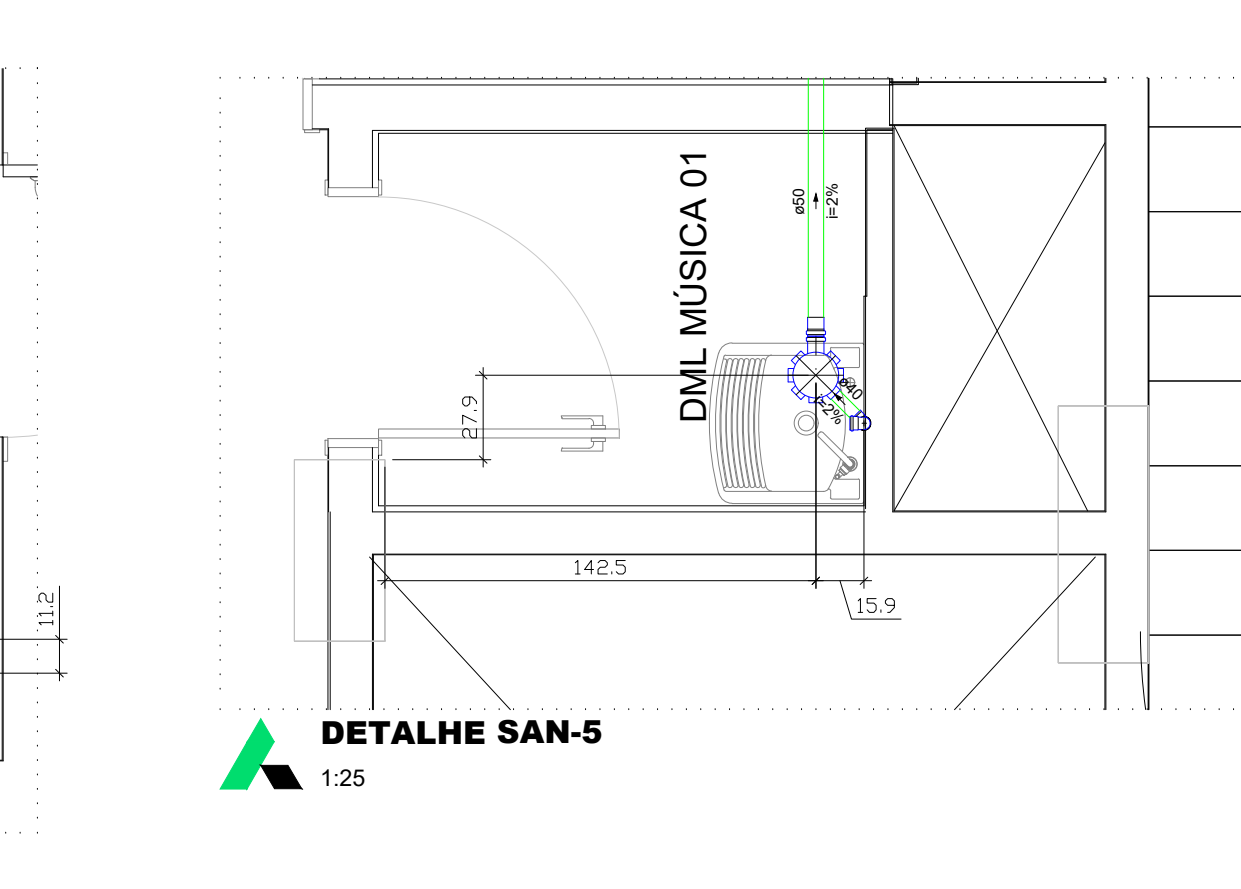 DML MÚSICA 01
ø50
i=2%
ø40
i=2%
27.9
142.5
15.9
11.2
DETALHE SAN-5
1:25